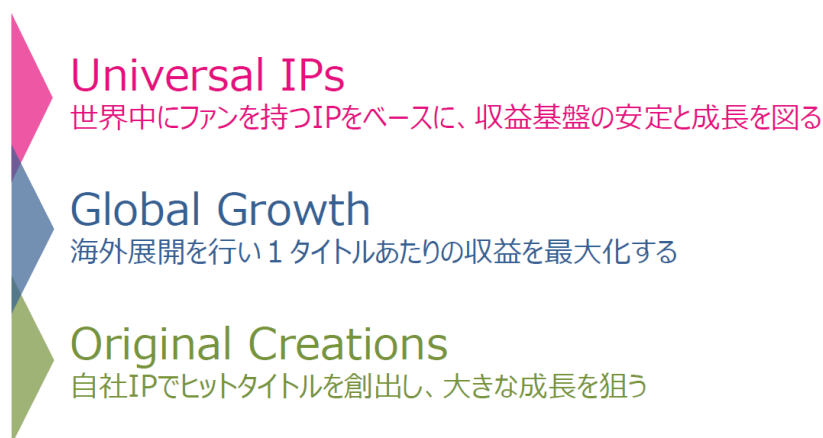 Universal IPs
世界中にファンを持つIPをベースに、収益基盤の安定と成長を図る
Global Growth
海外展開を行い１タイトルあたりの収益を最大化する
Original Creations
自社IPでヒットタイトルを創出し、大きな成長を狙う